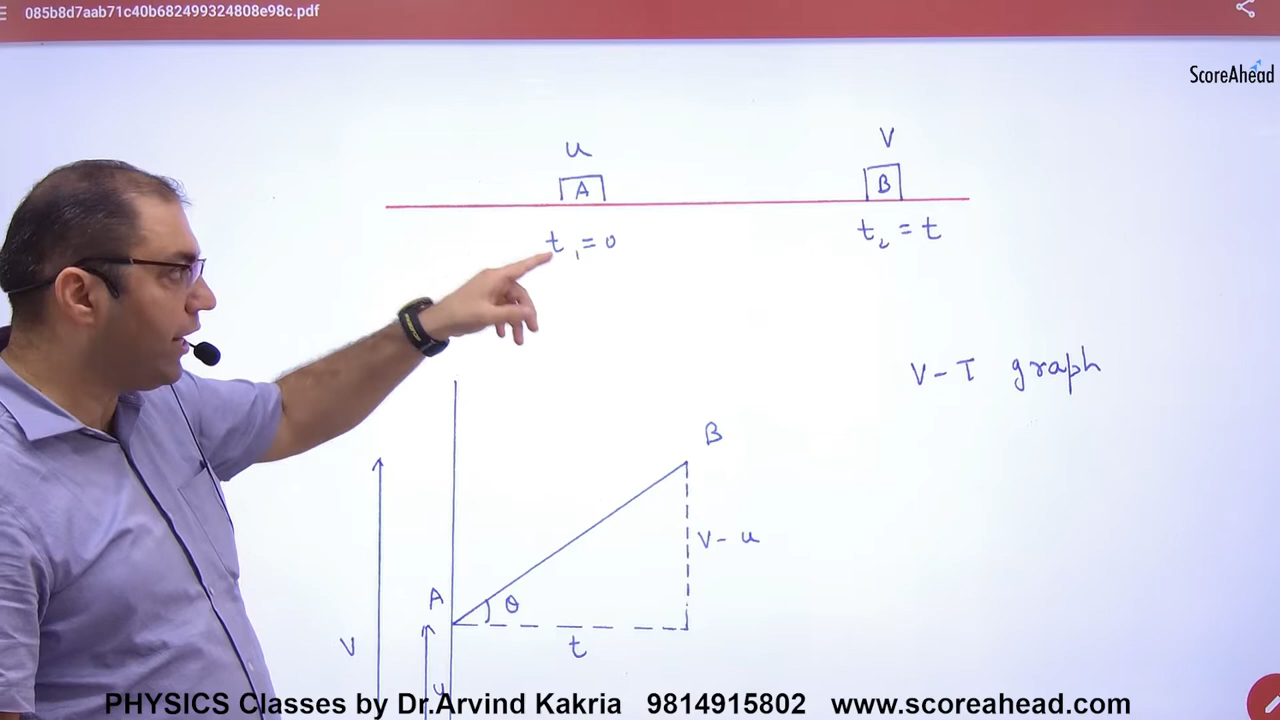 085b8d7aab71c40b682499324808e98c.pdf
ScoreAhead
u
V
A
B
t₁ = 0
t₂ = t
V - T graph
B
V - u
A
θ
t
V
u
PHYSICS Classes by Dr.Arvind Kakria 9814915802 www.scoreahead.com